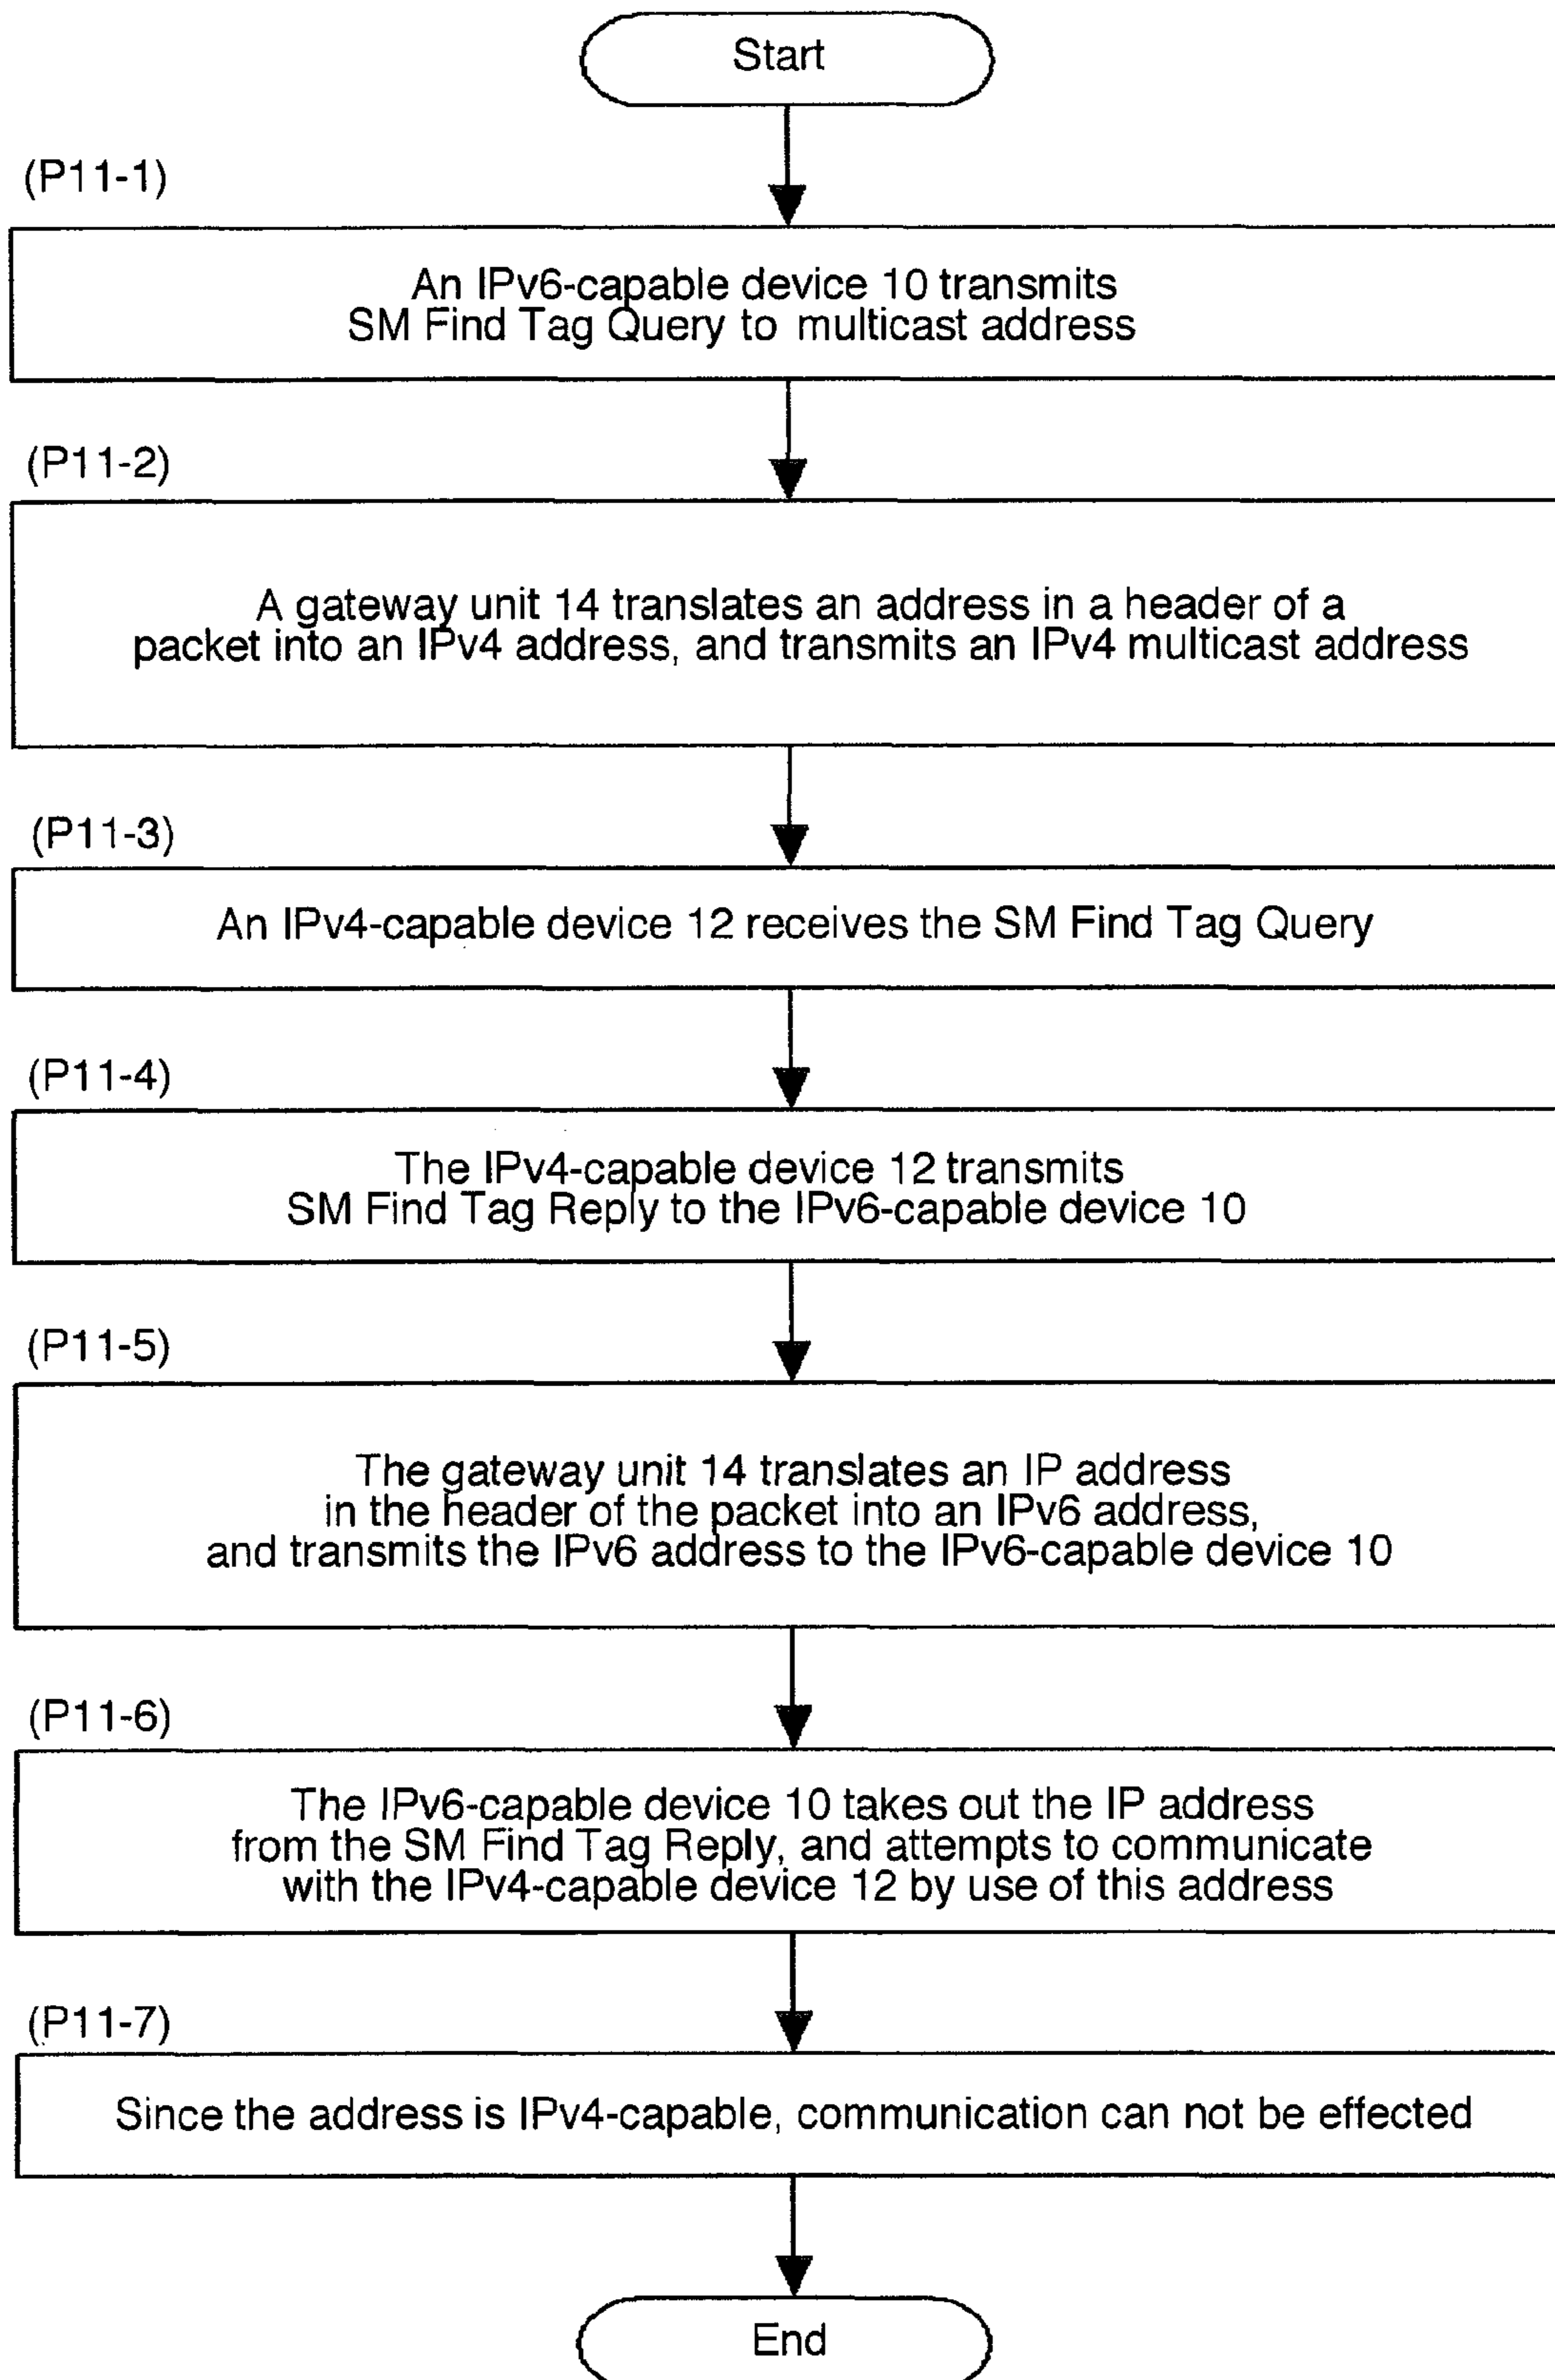 Start
(P11-1)
An IPv6-capable device 10 transmits
SM Find Tag Query to multicast address
(P11-2)
A gateway unit 14 translates an address in a header of a
packet into an IPv4 address, and transmits an IPv4 multicast address
(P11-3)
An IPv4-capable device 12 receives the SM Find Tag Query
(P11-4)
The IPv4-capable device 12 transmits
SM Find Tag Reply to the IPv6-capable device 10
(P11-5)
The gateway unit 14 translates an IP address
in the header of the packet into an IPv6 address,
and transmits the IPv6 address to the IPv6-capable device 10
(P11-6)
The IPv6-capable device 10 takes out the IP address
from the SM Find Tag Reply, and attempts to communicate
with the IPv4-capable device 12 by use of this address
(P11-7)
Since the address is IPv4-capable, communication can not be effected
End